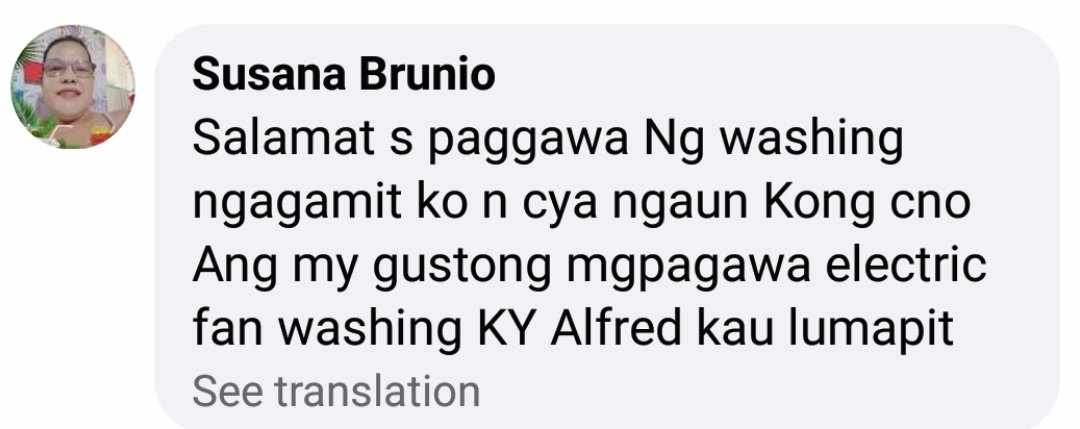 Susana Brunio
Salamat s paggawa Ng washing
ngagamit ko n cya ngaun Kong cno
Ang my gustong mgpagawa electric
fan washing KY Alfred kau lumapit
See translation